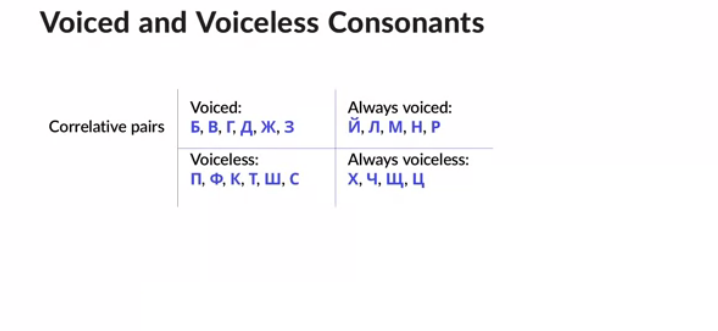 Voiced and Voiceless Consonants
Voiced:
Always voiced:
Correlative pairs
Б, В, Г, Д, Ж, З
Й, Л, М, Н, Р
Voiceless:
Always voiceless:
П, Ф, К, Т, Ш, С
Х, Ч, Щ, Ц